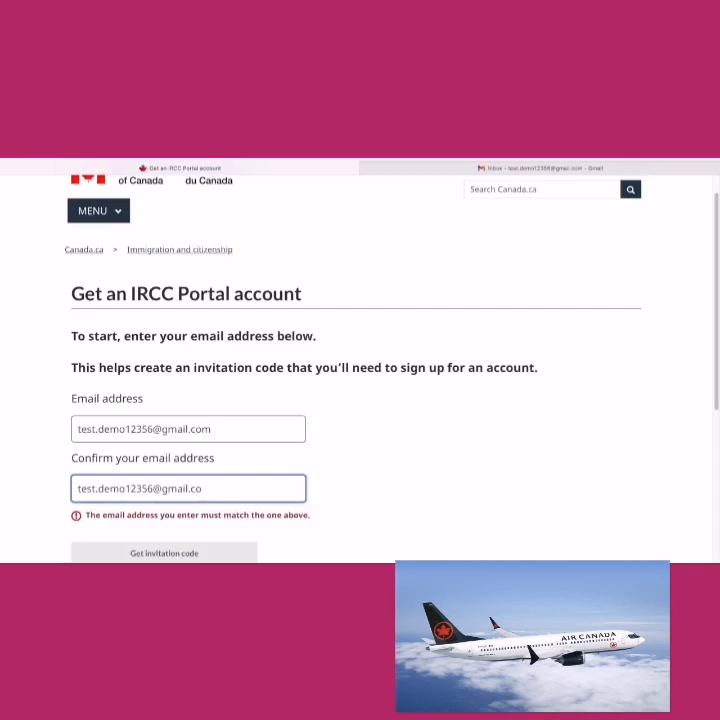 Get an IRCC Portal account
Inbox - test.demo12356@gmail.com - Gmail
of Canada du Canada
Search Canada.ca
MENU
Canada.ca > Immigration and citizenship
Get an IRCC Portal account
To start, enter your email address below.
This helps create an invitation code that you'll need to sign up for an account.
Email address
test.demo12356@gmail.com
Confirm your email address
test.demo12356@gmail.co
The email address you enter must match the one above.
Get invitation code
AIR CANADA